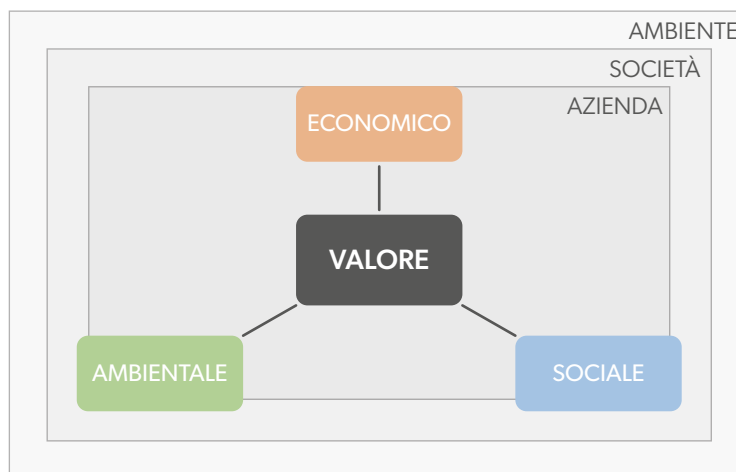 AMBIENTE
SOCIETÀ
AZIENDA
ECONOMICO
VALORE
AMBIENTALE
SOCIALE